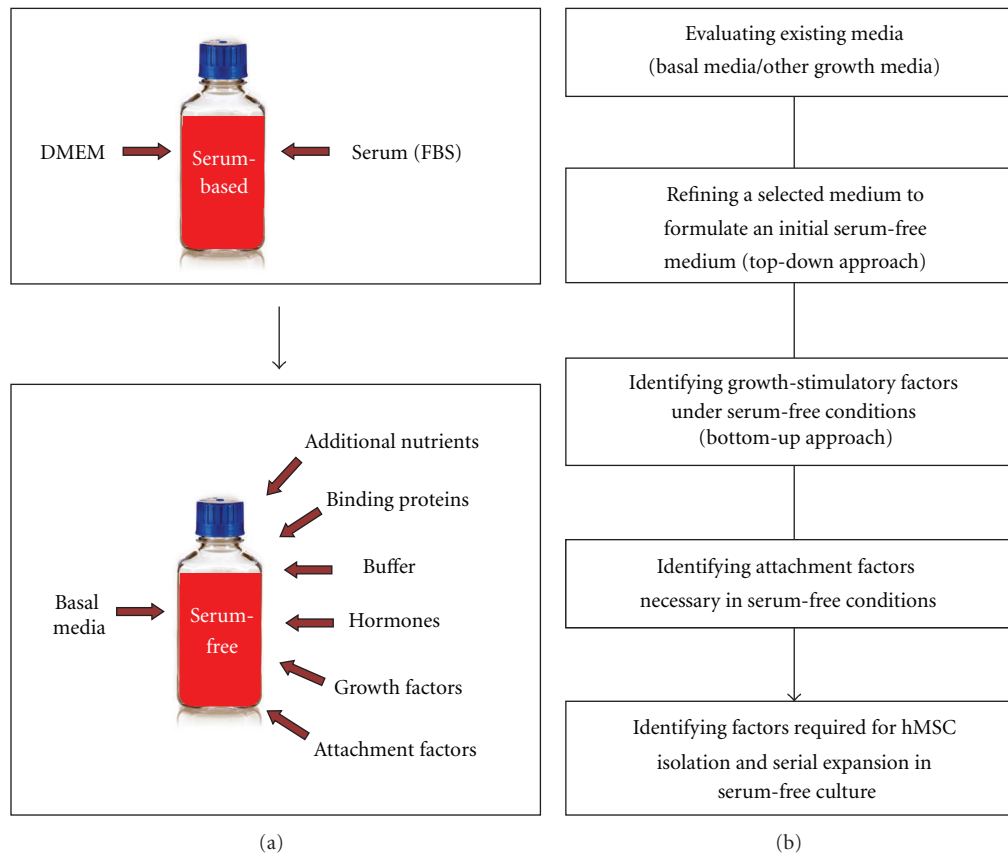 DMEM
Serum-
based
Serum (FBS)
Additional nutrients
Binding proteins
Buffer
Hormones
Growth factors
Attachment factors
Basal
media
Serum-
free
(a)
Evaluating existing media
(basal media/other growth media)
Refining a selected medium to
formulate an initial serum-free
medium (top-down approach)
Identifying growth-stimulatory factors
under serum-free conditions
(bottom-up approach)
Identifying attachment factors
necessary in serum-free conditions
Identifying factors required for hMSC
isolation and serial expansion in
serum-free culture
(b)